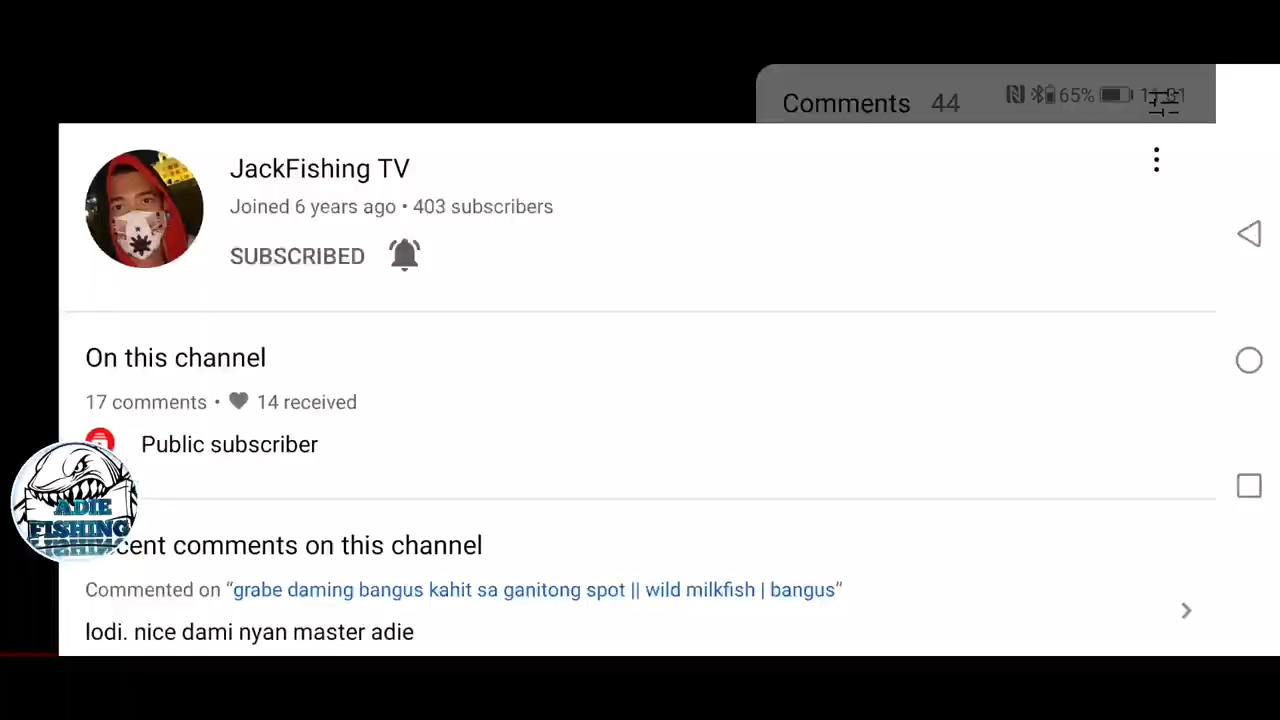 Comments 44
65%
JackFishing TV
Joined 6 years ago • 403 subscribers
SUBSCRIBED
On this channel
17 comments • 14 received
Public subscriber
ADIE
FISHING
cent comments on this channel
Commented on “grabe daming bangus kahit sa ganitong spot || wild milkfish | bangus”
lodi. nice dami nyan master adie